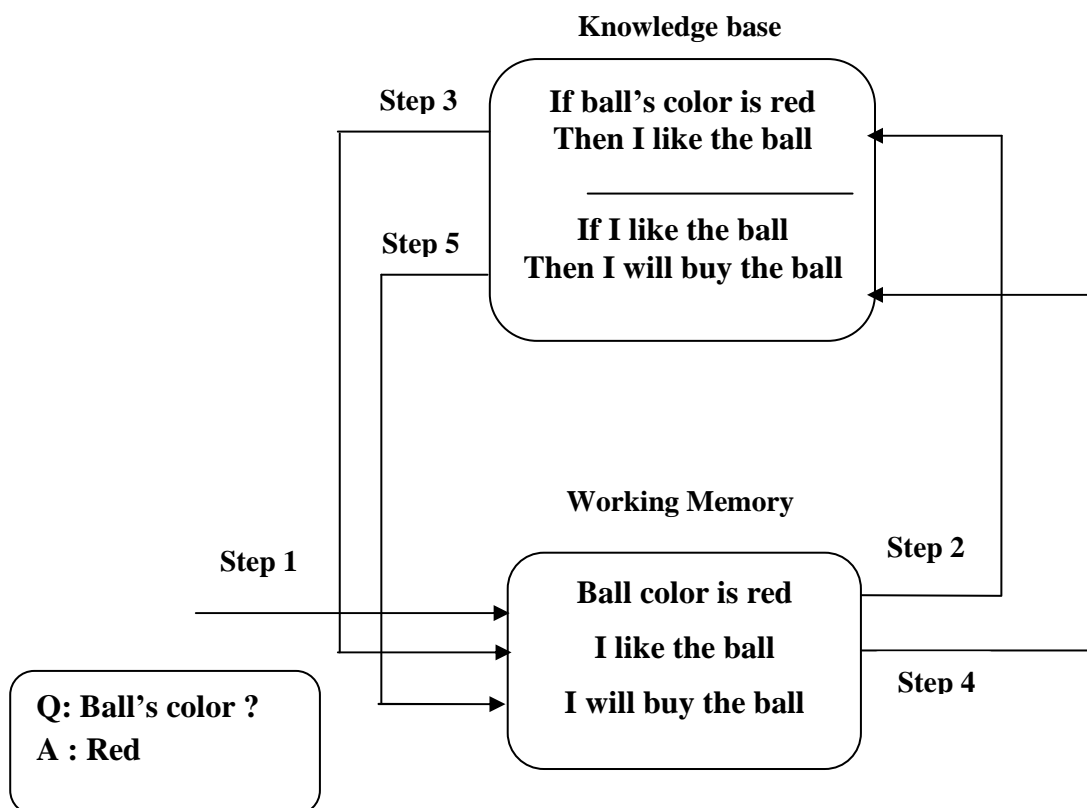 Knowledge base
Step 3
If ball’s color is red
Then I like the ball
Step 5
If I like the ball
Then I will buy the ball
Working Memory
Step 1
Step 2
Ball color is red
I like the ball
Step 4
I will buy the ball
Q: Ball’s color ?
A : Red